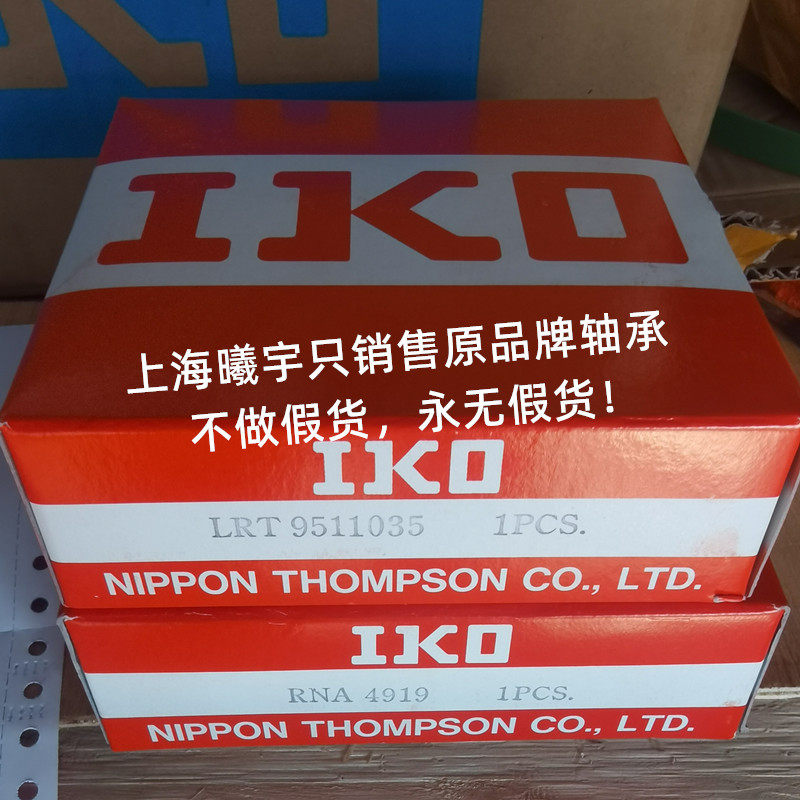 IKO
上海曦宇只销售原品牌轴承
不做假货，永无假货！
IKO
LRT 9511035 1PCS.
NIPPON THOMPSON CO., LTD.
IKO
RNA 4919 1PCS.
NIPPON THOMPSON CO., LTD.